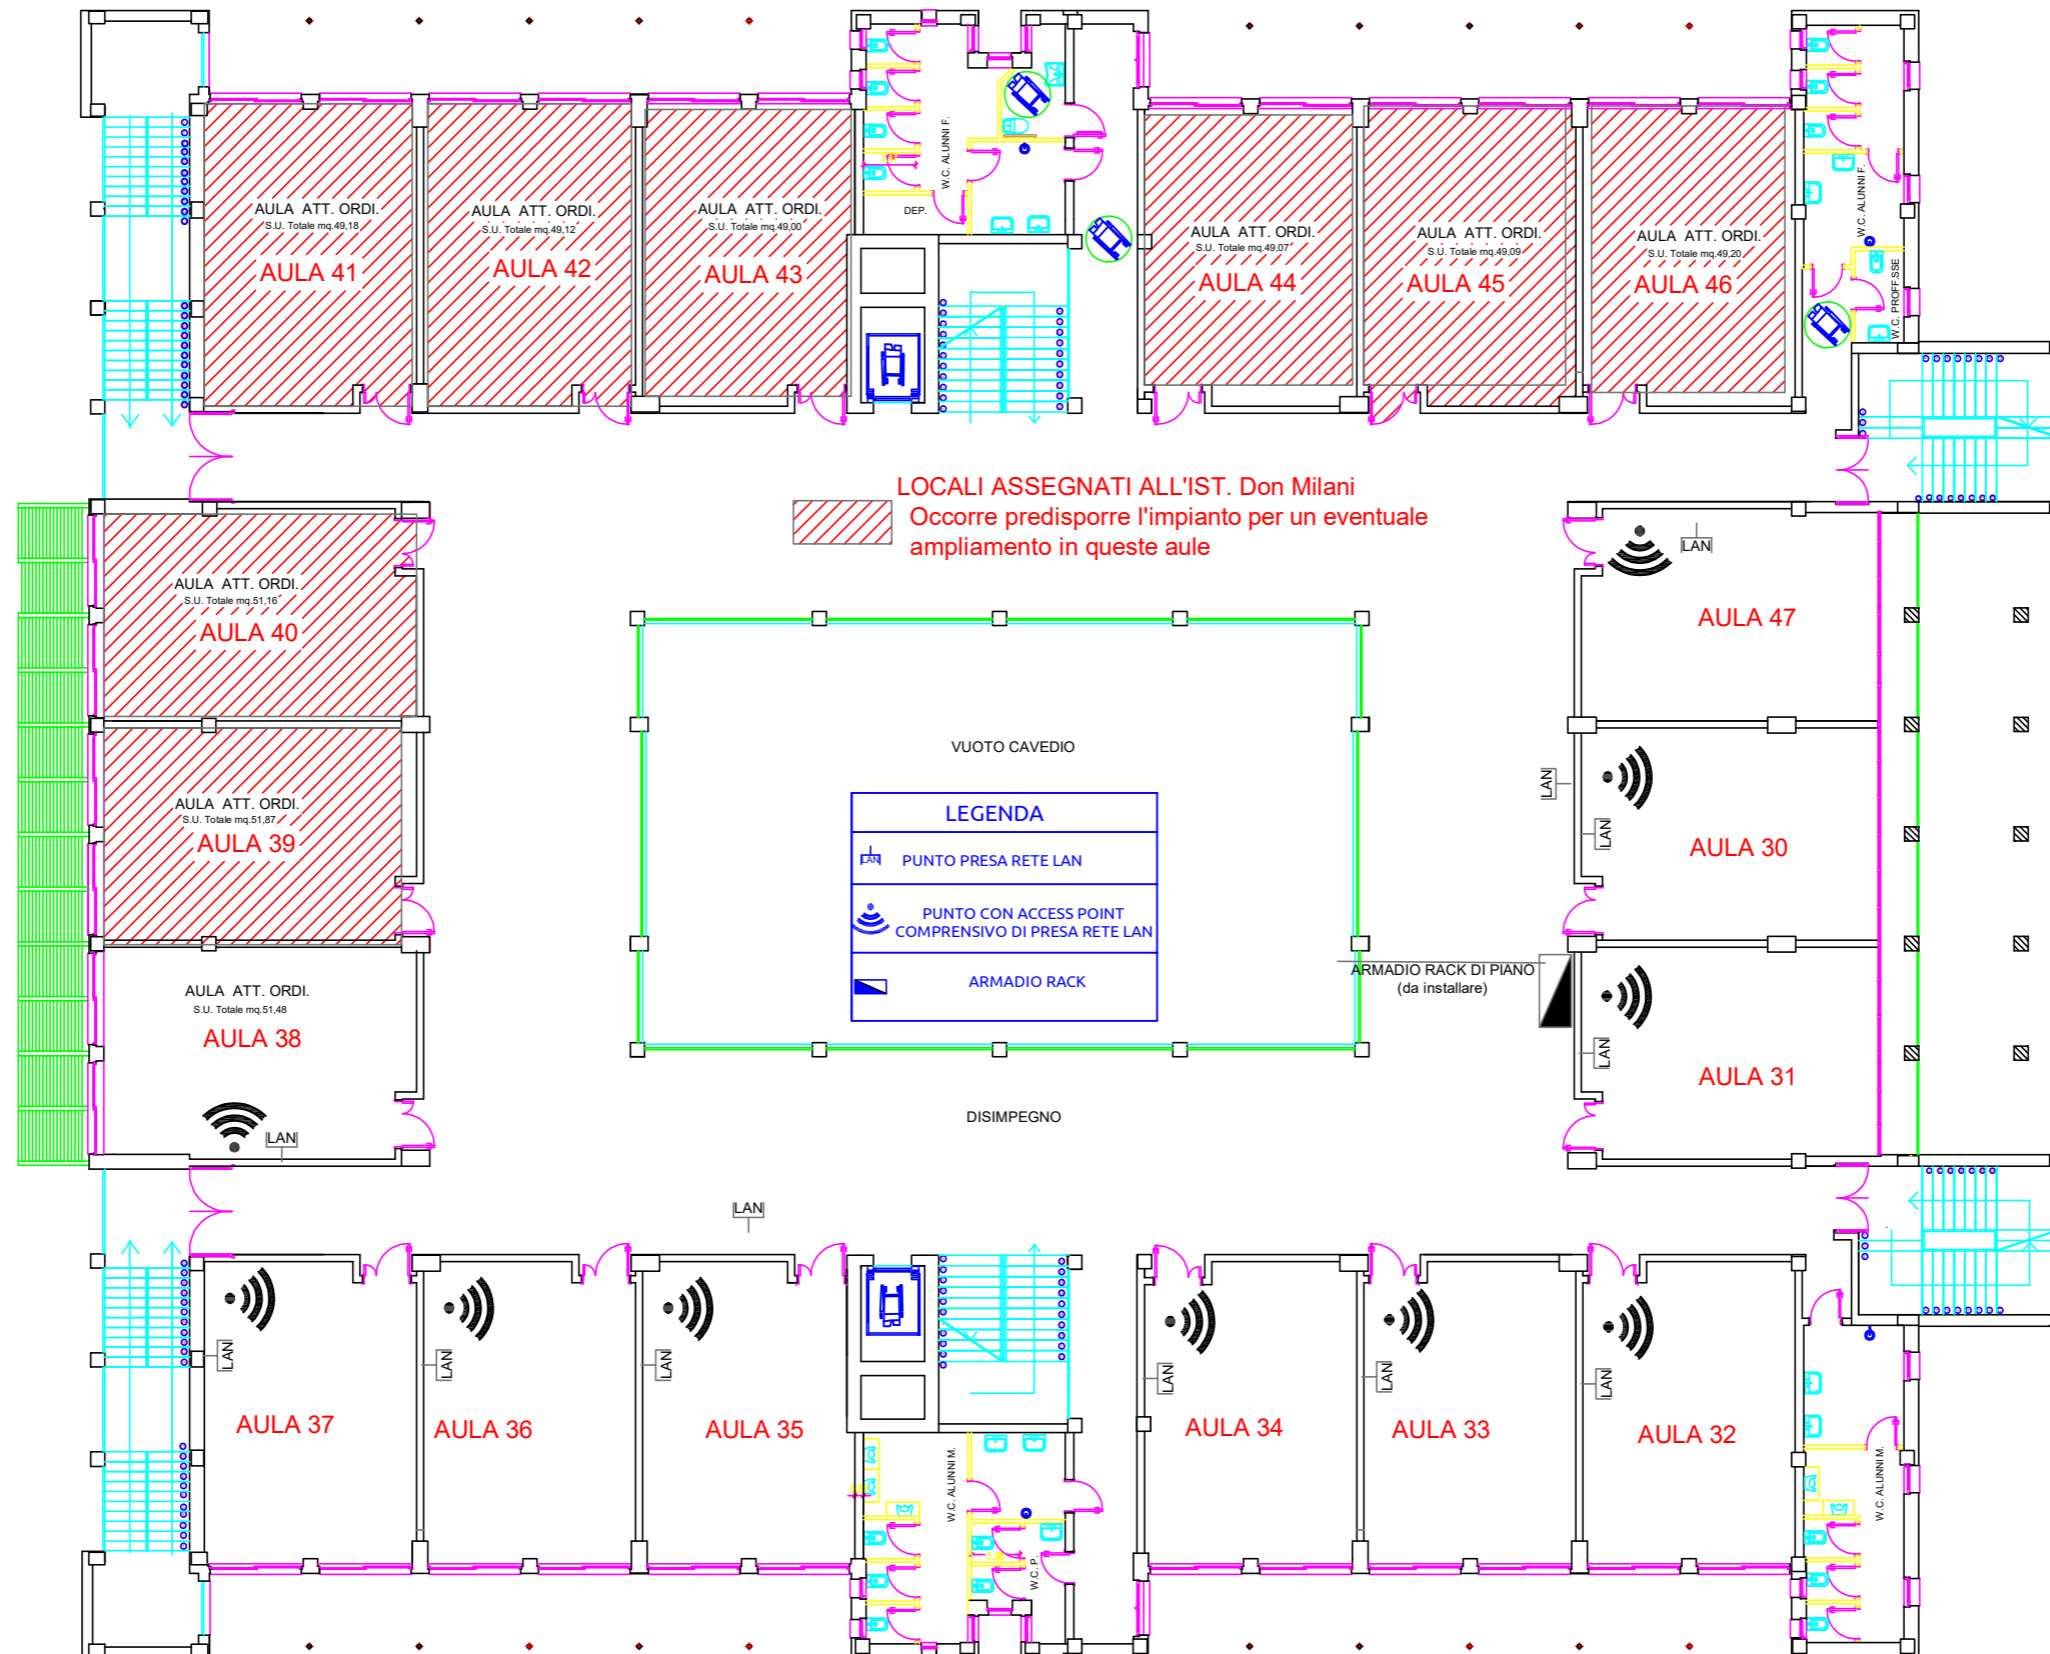 W.C. ALUNNI F.
DEP.
W.C. ALUNNI F.
W.C. PROFF.SSE
AULA ATT. ORDI.
S.U. Totale mq.49,18
AULA 41
AULA ATT. ORDI.
S.U. Totale mq.49,12
AULA 42
AULA ATT. ORDI.
S.U. Totale mq.49,00
AULA 43
AULA ATT. ORDI.
S.U. Totale mq.49,07
AULA 44
AULA ATT. ORDI.
S.U. Totale mq.49,09
AULA 45
AULA ATT. ORDI.
S.U. Totale mq.49,20
AULA 46
LOCALI ASSEGNATI ALL'IST. Don Milani
Occorre predisporre l'impianto per un eventuale
ampliamento in queste aule
AULA ATT. ORDI.
S.U. Totale mq.51,16
AULA 40
LAN
AULA 47
VUOTO CAVEDIO
AULA ATT. ORDI.
S.U. Totale mq.51,87
AULA 39
LEGENDA
LAN
PUNTO PRESA RETE LAN
PUNTO CON ACCESS POINT
COMPRENSIVO DI PRESA RETE LAN
ARMADIO RACK
LAN
LAN
AULA 30
ARMADIO RACK DI PIANO
(da installare)
LAN
AULA 31
AULA ATT. ORDI.
S.U. Totale mq.51,48
AULA 38
LAN
DISIMPEGNO
LAN
LAN
AULA 37
LAN
AULA 36
LAN
AULA 35
LAN
AULA 34
LAN
AULA 33
LAN
AULA 32
W.C. ALUNNI M.
W.C. P.
W.C. ALUNNI M.